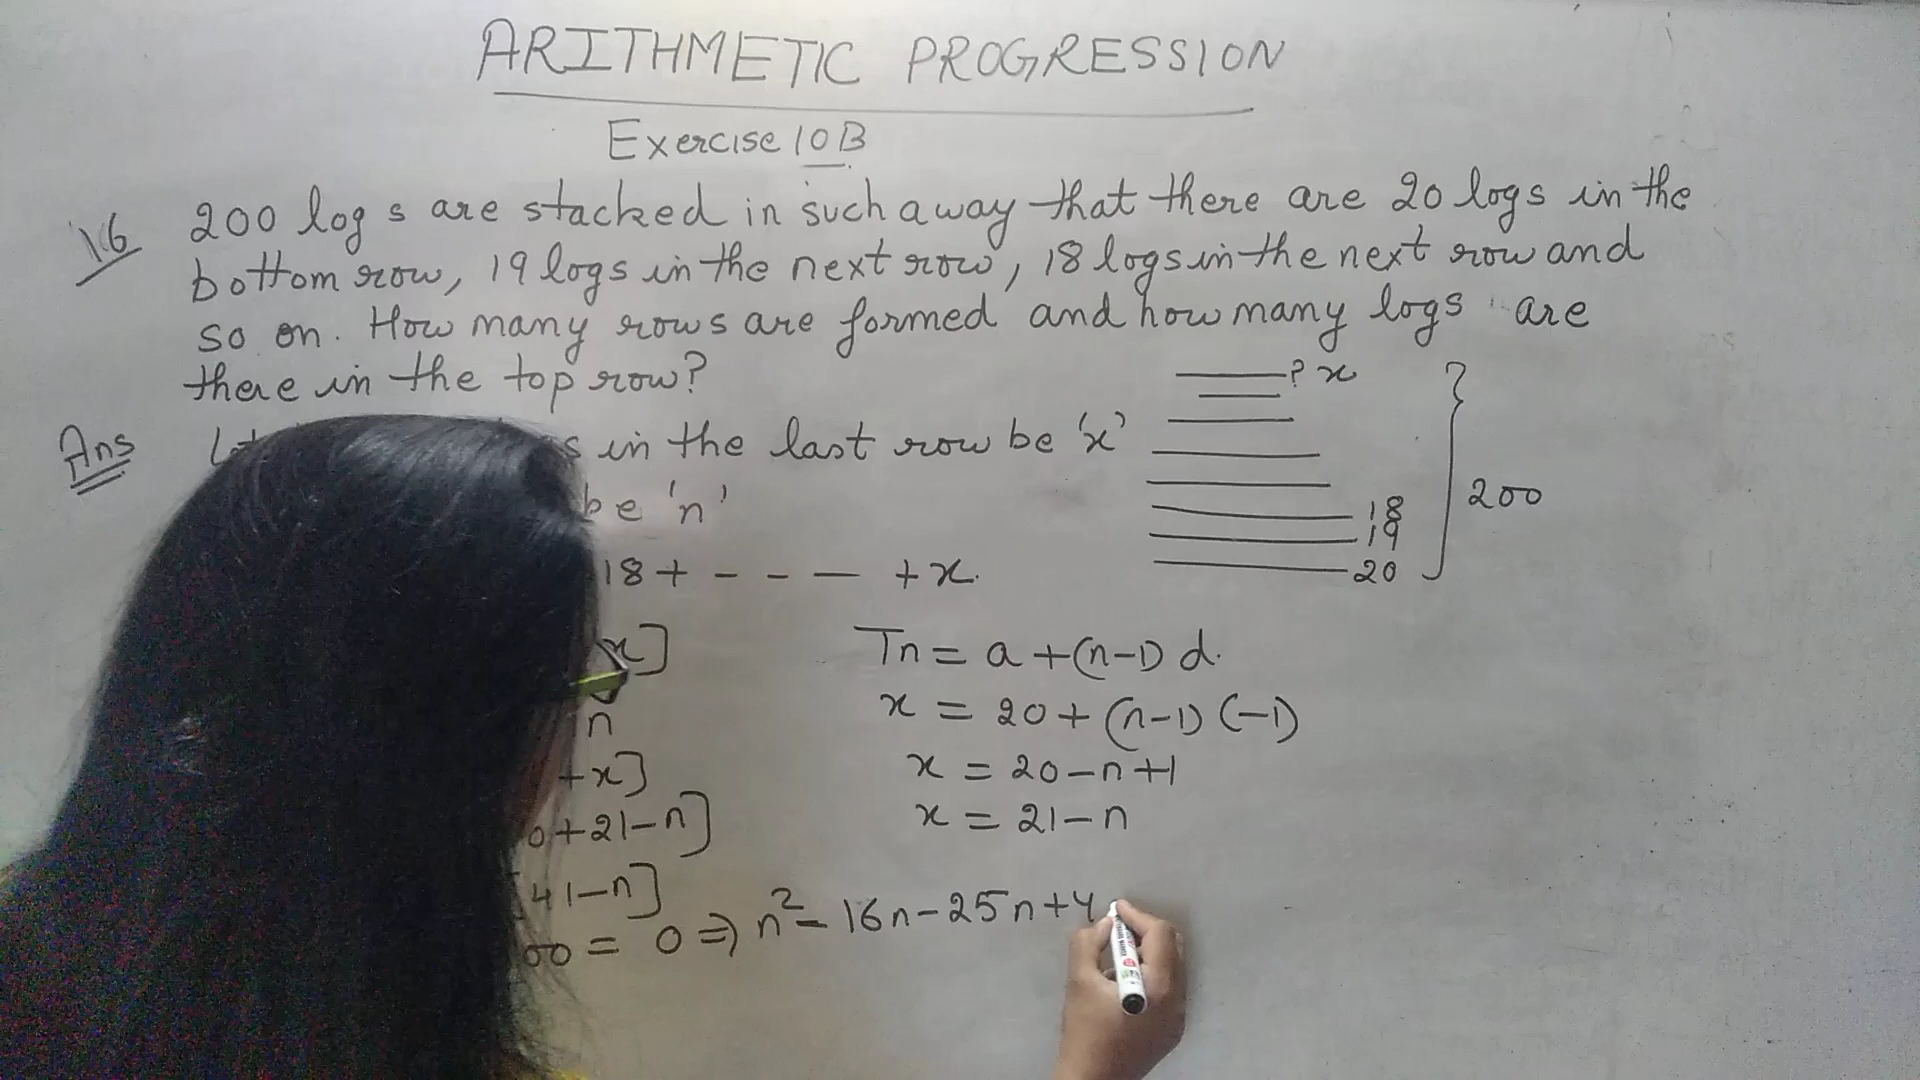 ARITHMETIC PROGRESSION
Exercise 10B
16 200 logs are stacked in such a way that there are 20 logs in the
bottom row, 19 logs in the next row, 18 logs in the next row and
so on. How many rows are formed and how many logs are
there in the top row?
? x
Ans in the last row be 'x'
be 'n'
18
19
20
200
18 + - - - + x.
x]
n
+x]
+21-n]
41-n]
00 = 0 ⇒ n² - 16n - 25n + 4
Tn = a + (n-1) d.
x = 20 + (n-1) (-1)
x = 20 - n + 1
x = 21 - n